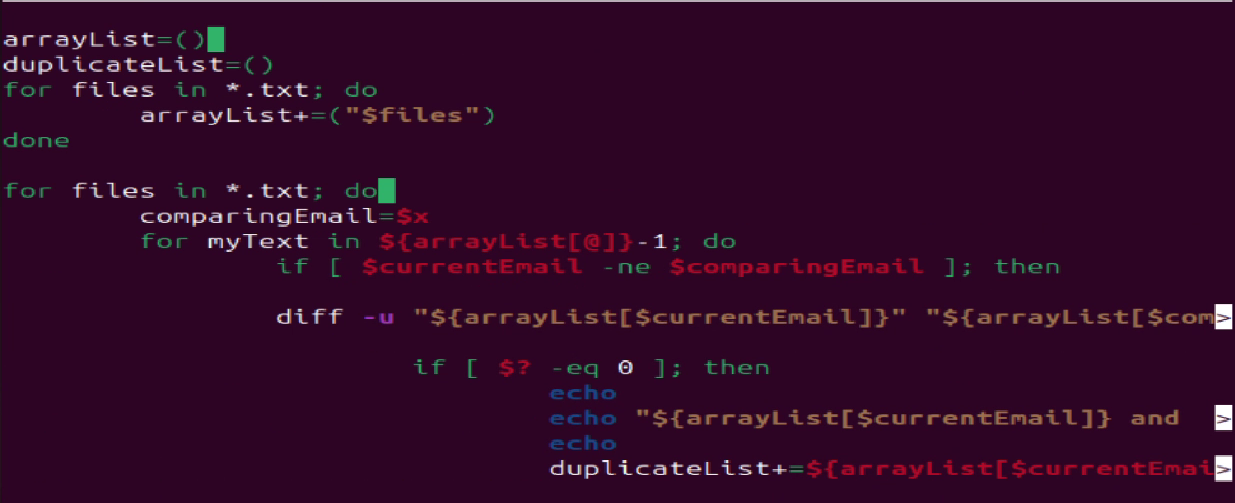 arrayList=()
duplicateList=()
for files in *.txt; do
        arrayList+=("$files")
done

for files in *.txt; do
        comparingEmail=$x
        for myText in ${arrayList[@]}-1; do
                if [ $currentEmail -ne $comparingEmail ]; then

                diff -u "${arrayList[$currentEmail]}" "${arrayList[$com>

                        if [ $? -eq 0 ]; then
                                echo
                                echo "${arrayList[$currentEmail]} and  >
                                echo
                                duplicateList+=${arrayList[$currentEmai>